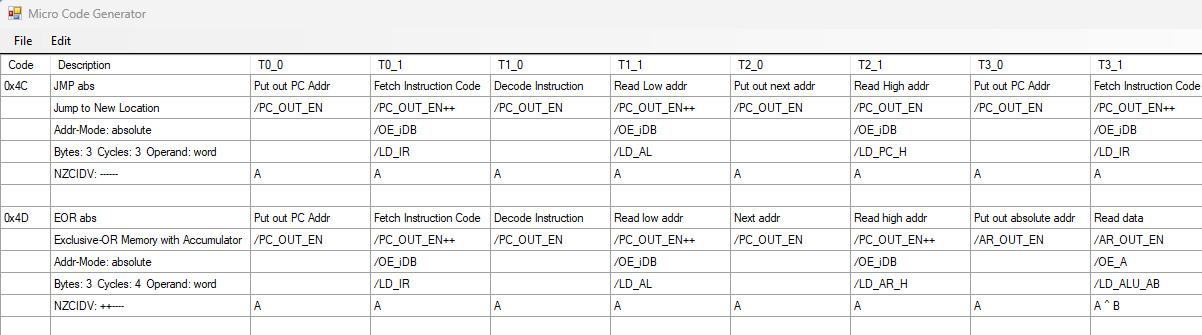 Micro Code Generator
File Edit
Code Description T0_0 T0_1 T1_0 T1_1 T2_0 T2_1 T3_0 T3_1
0x4C JMP abs Put out PC Addr Fetch Instruction Code Decode Instruction Read Low addr Put out next addr Read High addr Put out PC Addr Fetch Instruction Code
Jump to New Location /PC_OUT_EN /PC_OUT_EN++ /PC_OUT_EN /PC_OUT_EN++ /PC_OUT_EN /PC_OUT_EN++ /PC_OUT_EN /PC_OUT_EN++
Addr-Mode: absolute /OE_iDB /OE_iDB /OE_iDB /OE_iDB
Bytes: 3 Cycles: 3 Operand: word /LD_IR /LD_AL /LD_PC_H /LD_IR
NZCIDV: ------ A A A A A A A A
0x4D EOR abs Put out PC Addr Fetch Instruction Code Decode Instruction Read low addr Next addr Read high addr Put out absolute addr Read data
Exclusive-OR Memory with Accumulator /PC_OUT_EN /PC_OUT_EN++ /PC_OUT_EN /PC_OUT_EN++ /PC_OUT_EN /PC_OUT_EN++ /AR_OUT_EN /AR_OUT_EN
Addr-Mode: absolute /OE_iDB /OE_iDB /OE_iDB /OE_A
Bytes: 3 Cycles: 4 Operand: word /LD_IR /LD_AL /LD_AR_H /LD_ALU_AB
NZCIDV: ++---- A A A A A A A A ^ B